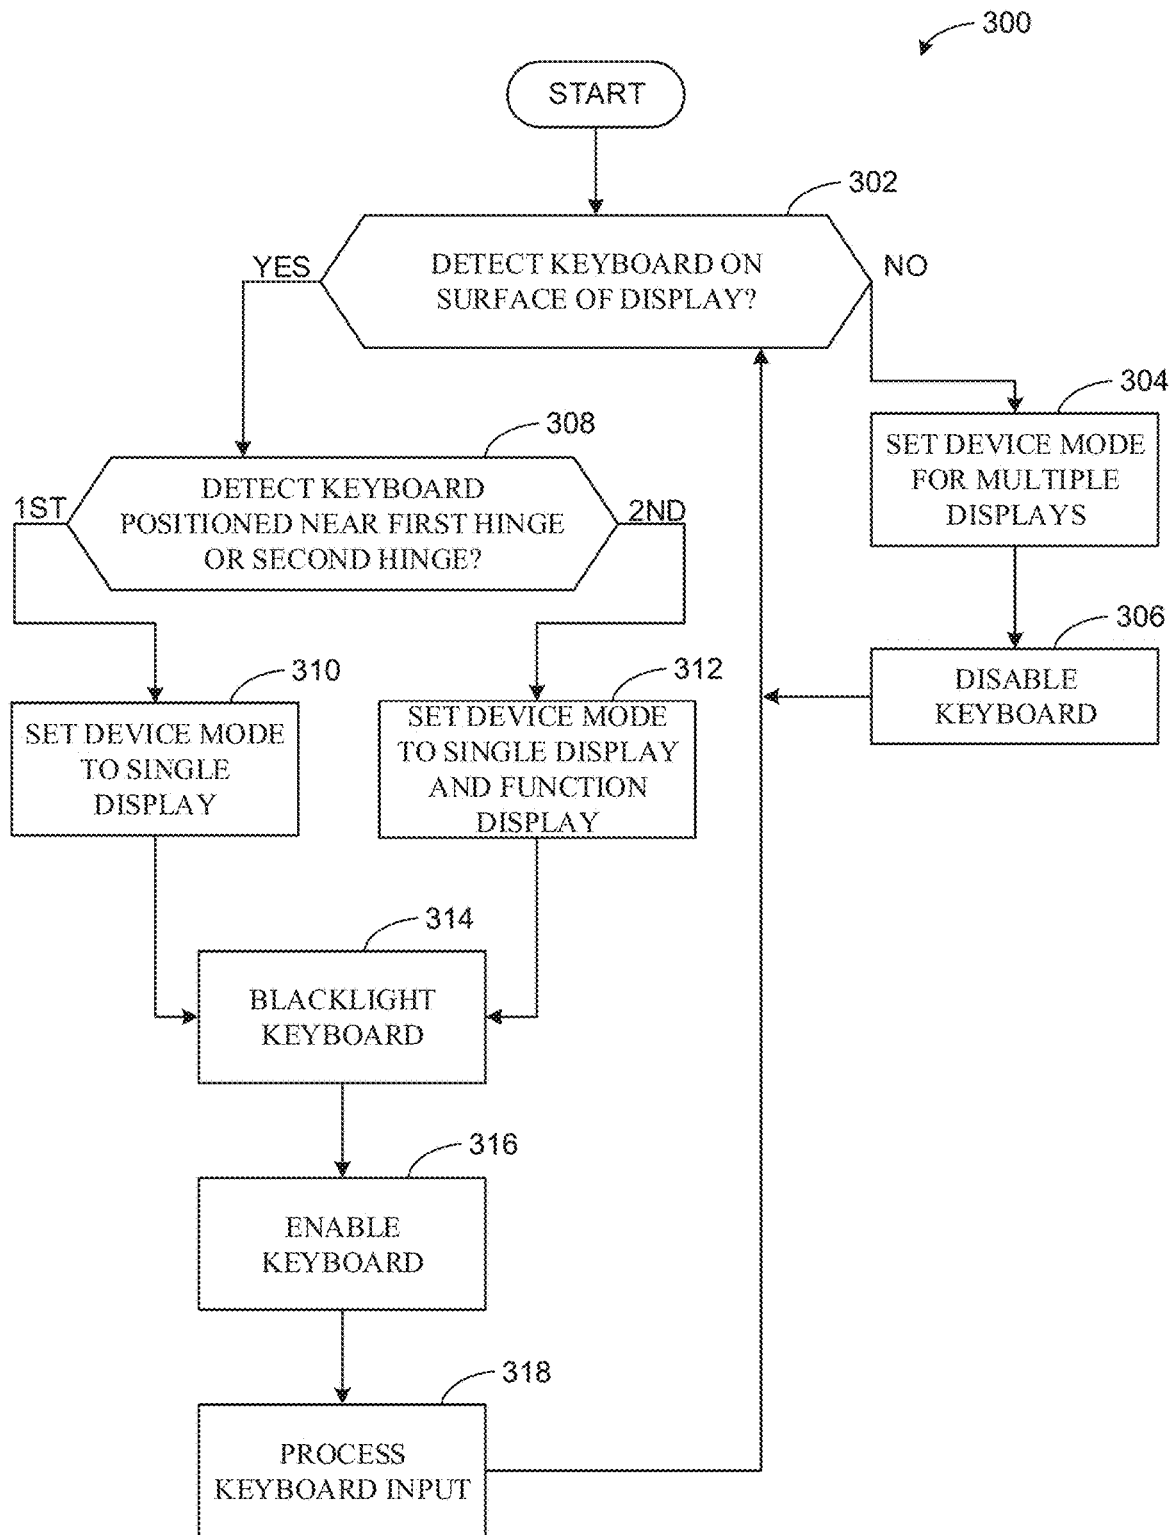 300
START
302
DETECT KEYBOARD ON
SURFACE OF DISPLAY?
YES
NO
304
SET DEVICE MODE
FOR MULTIPLE
DISPLAYS
308
DETECT KEYBOARD
POSITIONED NEAR FIRST HINGE
OR SECOND HINGE?
1ST
2ND
306
DISABLE
KEYBOARD
310
SET DEVICE MODE
TO SINGLE
DISPLAY
312
SET DEVICE MODE
TO SINGLE DISPLAY
AND FUNCTION
DISPLAY
314
BLACKLIGHT
KEYBOARD
316
ENABLE
KEYBOARD
318
PROCESS
KEYBOARD INPUT